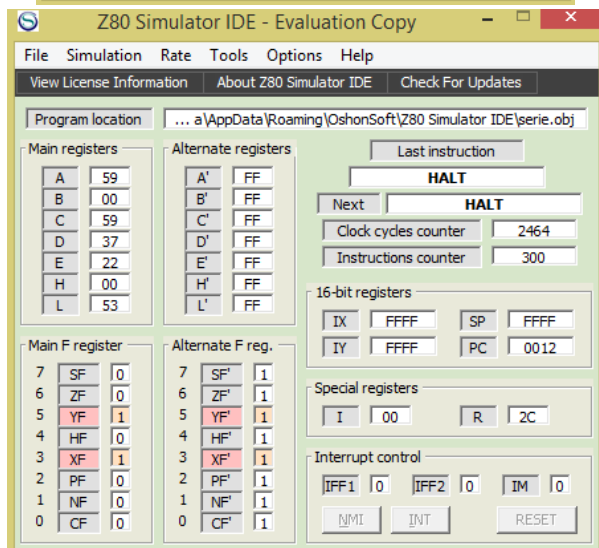 Z80 Simulator IDE - Evaluation Copy
File Simulation Rate Tools Options Help
View License Information About Z80 Simulator IDE Check For Updates
Program location ... a\AppData\Roaming\OshonSoft\Z80 Simulator IDE\serie.obj
Main registers
A 59
B 00
C 59
D 37
E 22
H 00
L 53
Alternate registers
A' FF
B' FF
C' FF
D' FF
E' FF
H' FF
L' FF
Last instruction
HALT
Next HALT
Clock cycles counter 2464
Instructions counter 300
16-bit registers
IX FFFF SP FFFF
IY FFFF PC 0012
Main F register
7 SF 0
6 ZF 0
5 YF 1
4 HF 0
3 XF 1
2 PF 0
1 NF 0
0 CF 0
Alternate F reg.
7 SF' 1
6 ZF' 1
5 YF' 1
4 HF' 1
3 XF' 1
2 PF' 1
1 NF' 1
0 CF' 1
Special registers
I 00 R 2C
Interrupt control
IFF1 0 IFF2 0 IM 0
NMI INT RESET